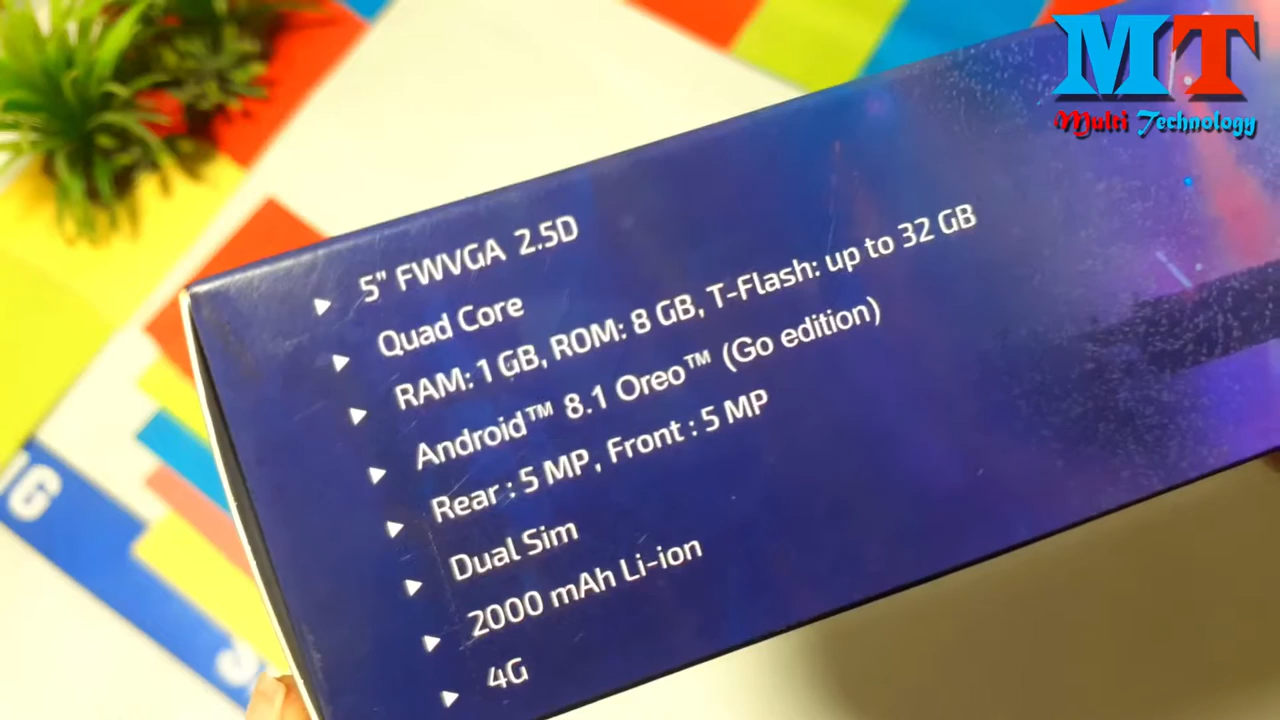 MT
Multi Technology
5" FWVGA 2.5D
Quad Core
RAM: 1 GB, ROM: 8 GB, T-Flash: up to 32 GB
Android™ 8.1 Oreo™ (Go edition)
Rear : 5 MP, Front : 5 MP
Dual Sim
2000 mAh Li-ion
4G